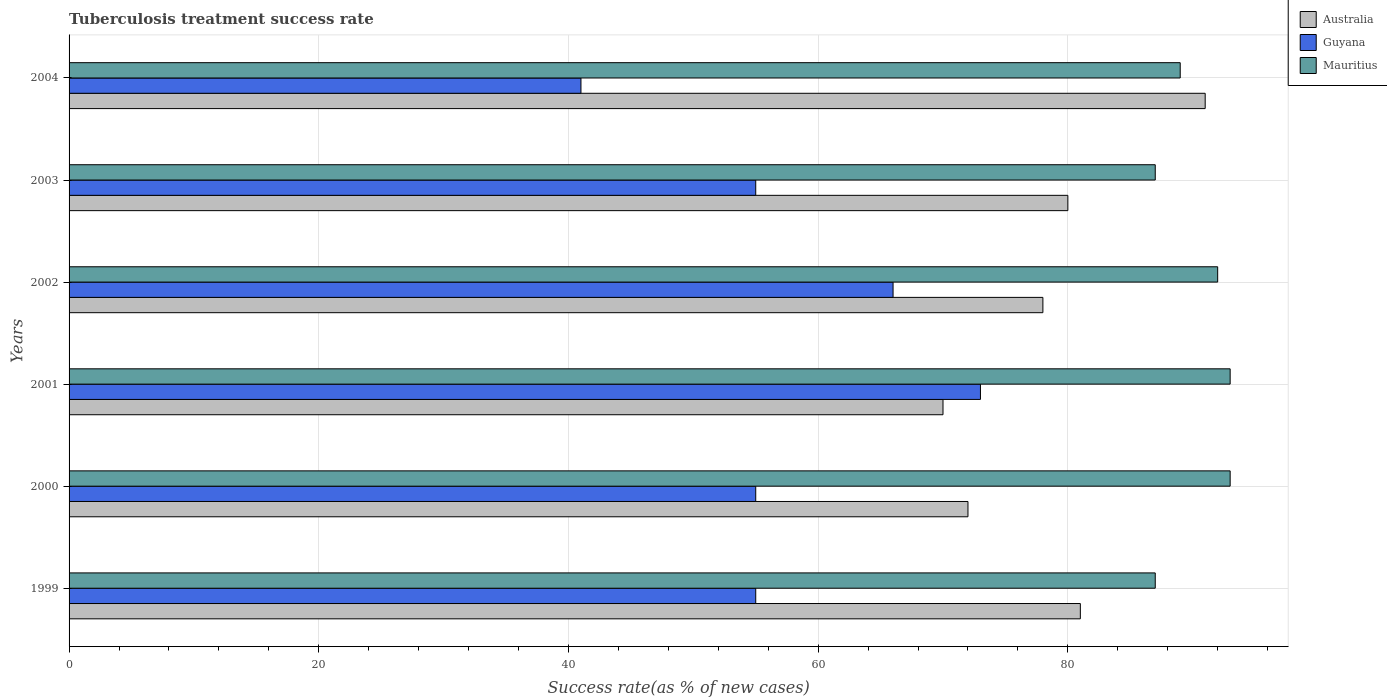 Tuberculosis treatment success rate
Australia
Guyana
Mauritius
2004
2003
2002
2001
2000
1999
Years
0
20
40
60
80
Success rate(as % of new cases)